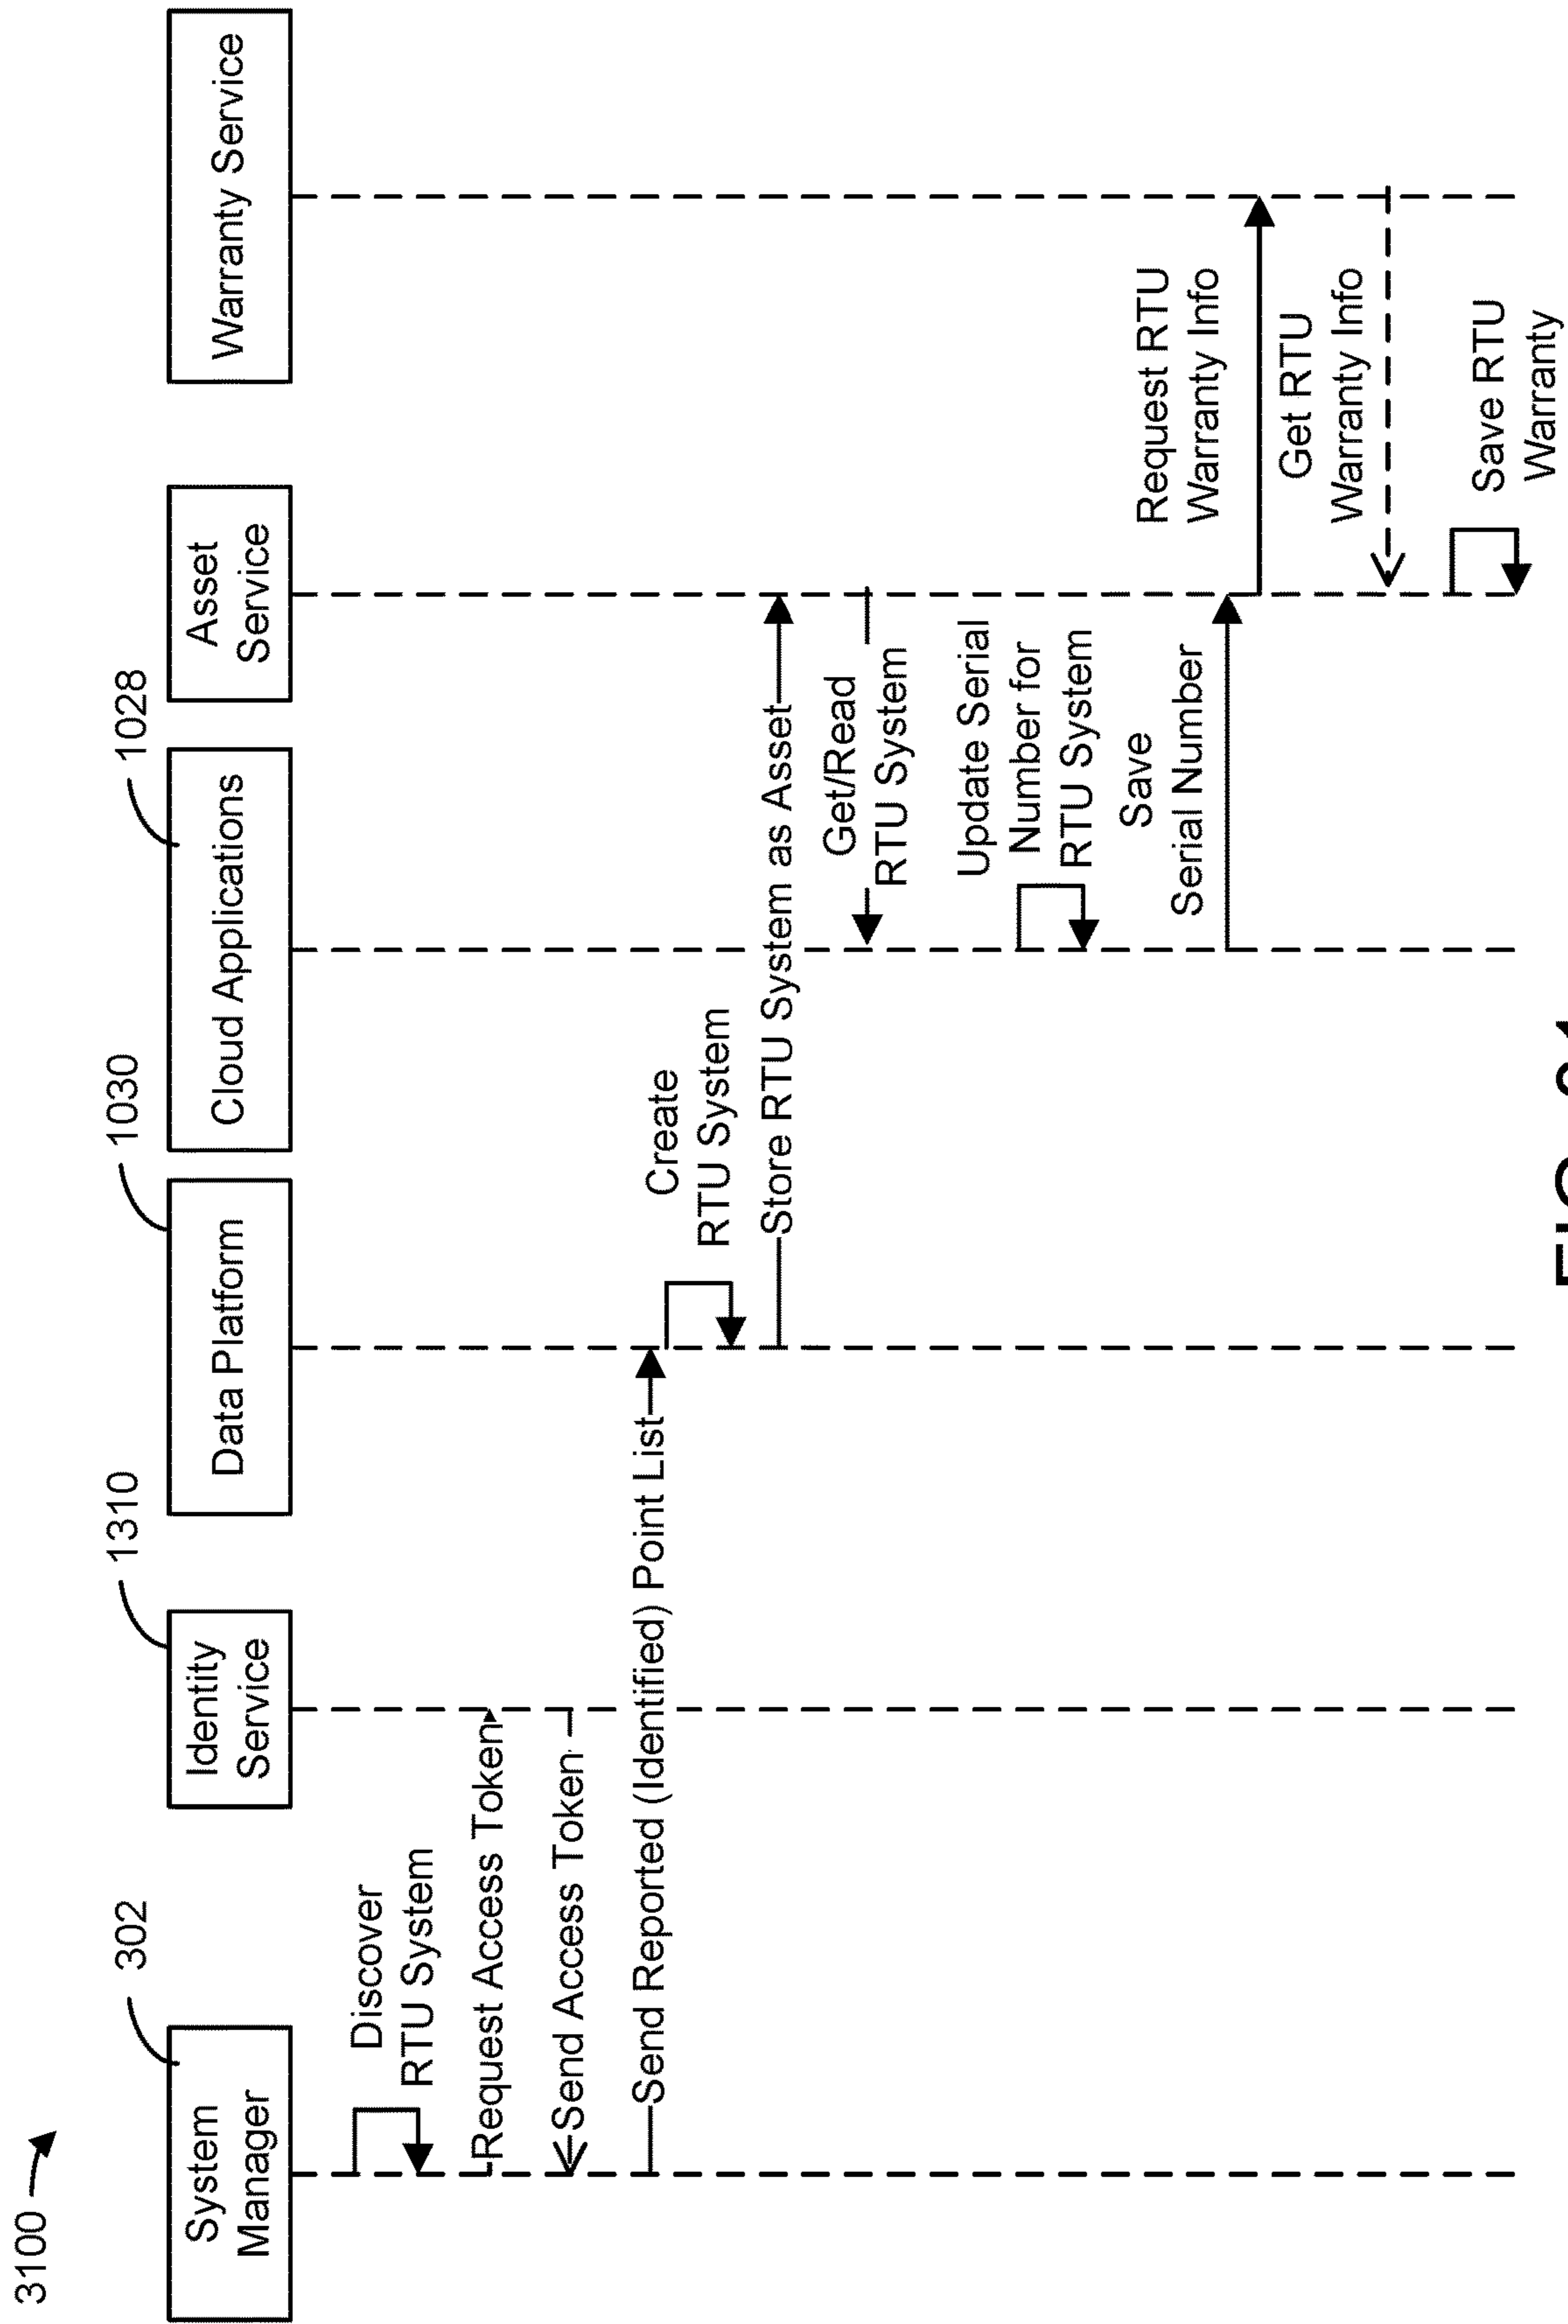 3100
302
1310
1030
1028
System
Manager
Identity
Service
Data Platform
Cloud Applications
Asset
Service
Warranty Service
Discover
RTU System
Request Access Token
Send Access Token
Send Reported (Identified) Point List
Create
RTU System
Store RTU System as Asset
Get/Read
RTU System
Update Serial
Number for
RTU System
Save
Serial Number
Request RTU
Warranty Info
Get RTU
Warranty Info
Save RTU
Warranty
FIG.